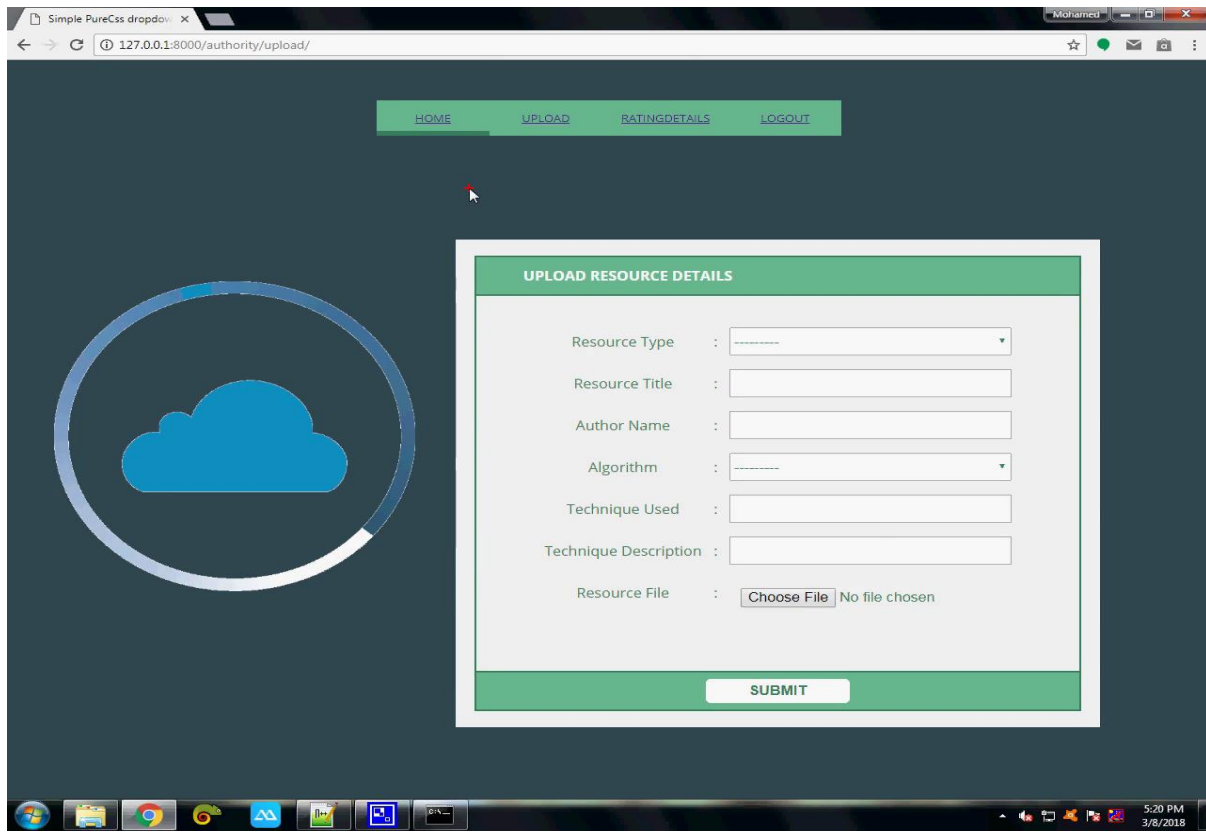 Simple PureCss dropdow
Mohamed
127.0.0.1:8000/authority/upload/
HOME UPLOAD RATINGDETAILS LOGOUT
UPLOAD RESOURCE DETAILS
Resource Type : ---------
Resource Title :
Author Name :
Algorithm : ---------
Technique Used :
Technique Description :
Resource File : Choose File No file chosen
SUBMIT
5:20 PM
3/8/2018